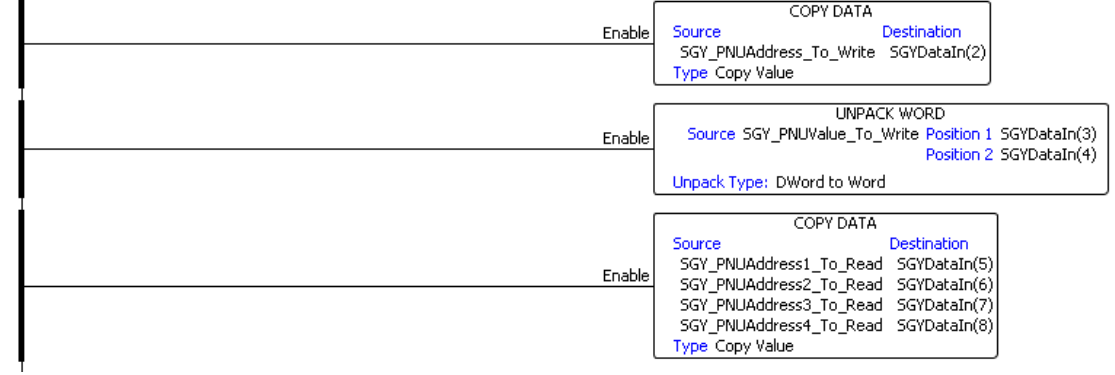 COPY DATA
Enable Source Destination
SGY_PNUAddress_To_Write SGYDataIn(2)
Type Copy Value
UNPACK WORD
Enable Source SGY_PNUValue_To_Write Position 1 SGYDataIn(3)
Position 2 SGYDataIn(4)
Unpack Type: DWord to Word
COPY DATA
Source Destination
SGY_PNUAddress1_To_Read SGYDataIn(5)
Enable SGY_PNUAddress2_To_Read SGYDataIn(6)
SGY_PNUAddress3_To_Read SGYDataIn(7)
SGY_PNUAddress4_To_Read SGYDataIn(8)
Type Copy Value